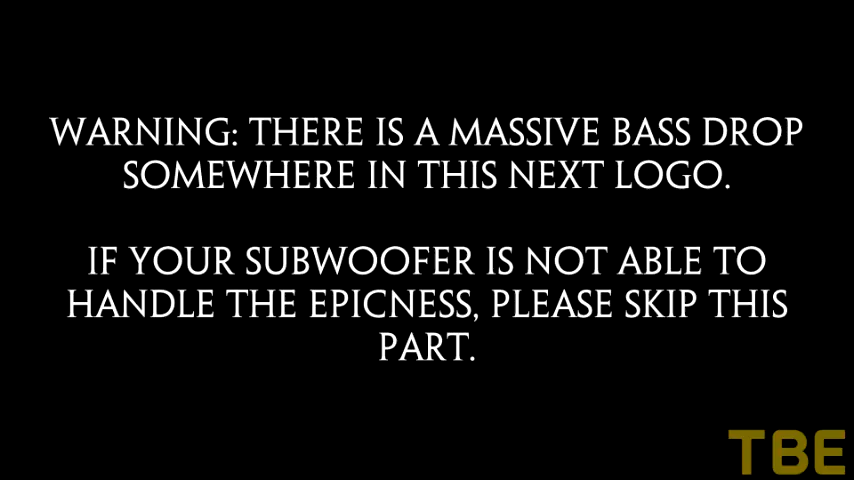 WARNING: THERE IS A MASSIVE BASS DROP
SOMEWHERE IN THIS NEXT LOGO.
IF YOUR SUBWOOFER IS NOT ABLE TO
HANDLE THE EPICNESS, PLEASE SKIP THIS
PART.
TBE